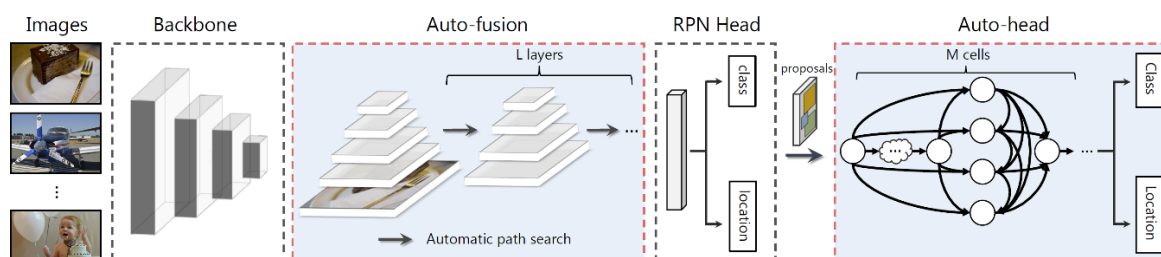 Images
Backbone
Auto-fusion
RPN Head
Auto-head
L layers
...
Automatic path search
class
location
proposals
M cells
...
...
Class
Location